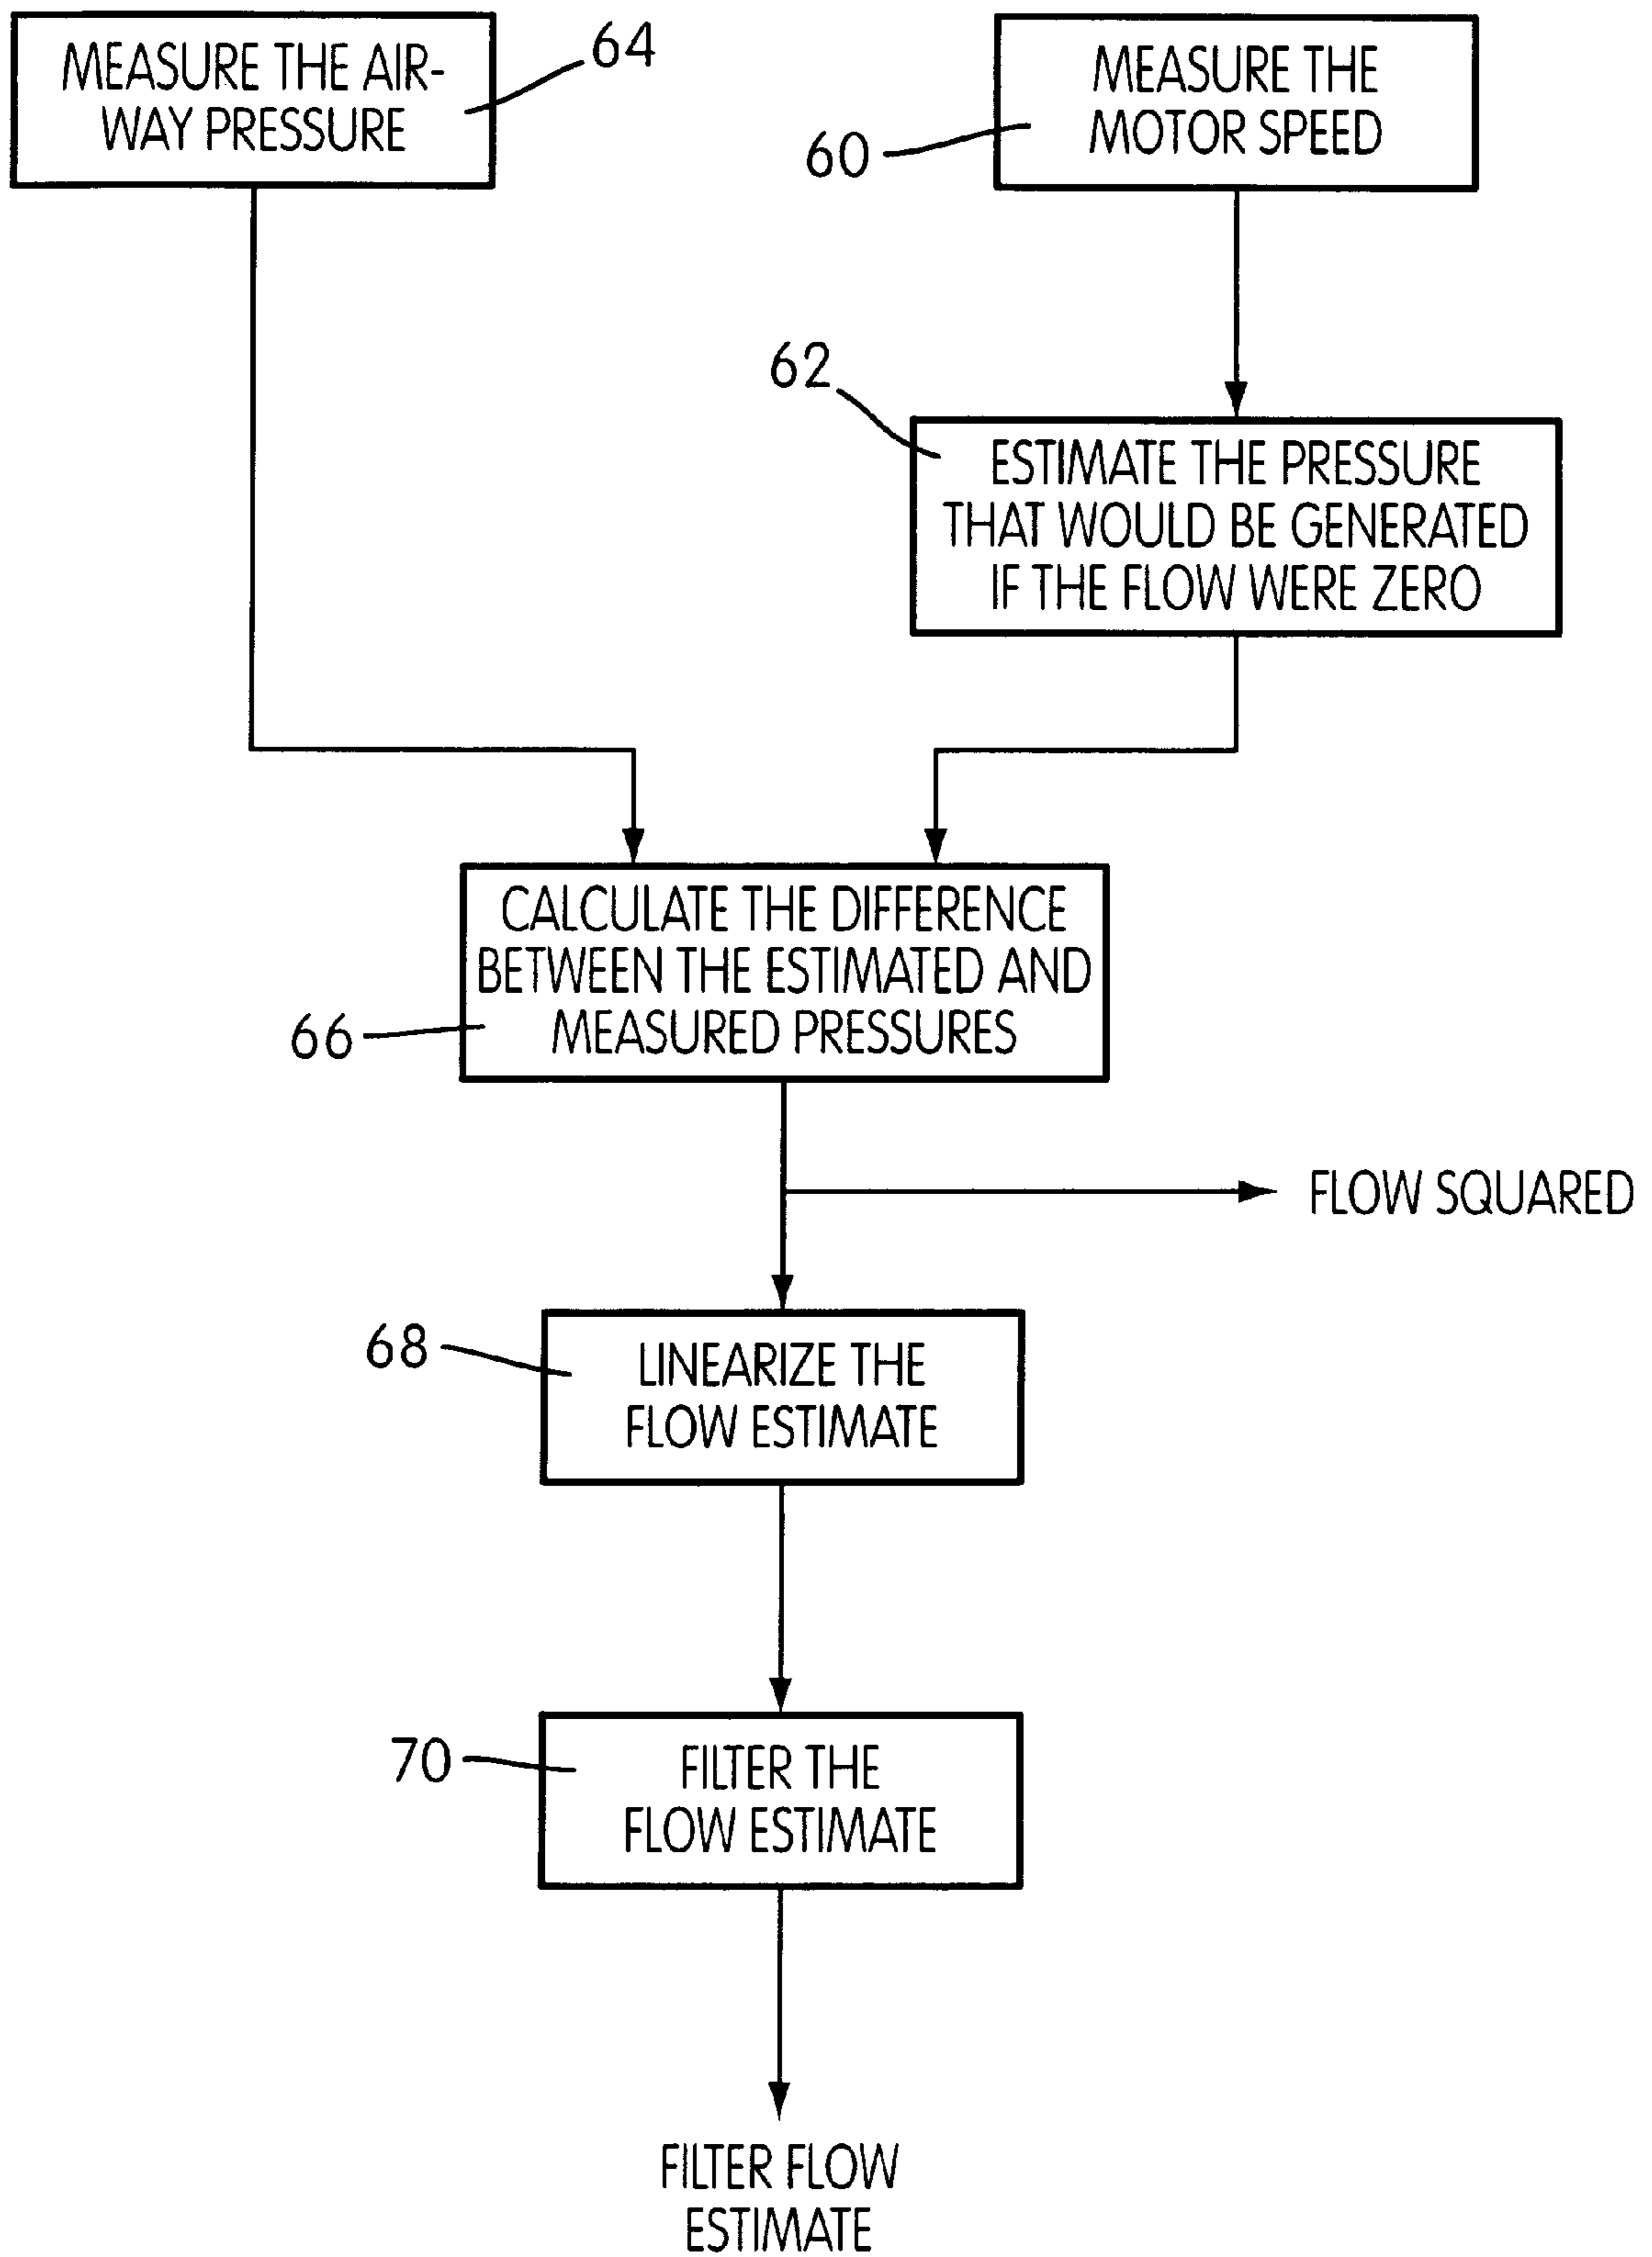 MEASURE THE AIR-
WAY PRESSURE
64
MEASURE THE
MOTOR SPEED
60
62
ESTIMATE THE PRESSURE
THAT WOULD BE GENERATED
IF THE FLOW WERE ZERO
CALCULATE THE DIFFERENCE
BETWEEN THE ESTIMATED AND
MEASURED PRESSURES
66
FLOW SQUARED
68
LINEARIZE THE
FLOW ESTIMATE
70
FILTER THE
FLOW ESTIMATE
FILTER FLOW
ESTIMATE